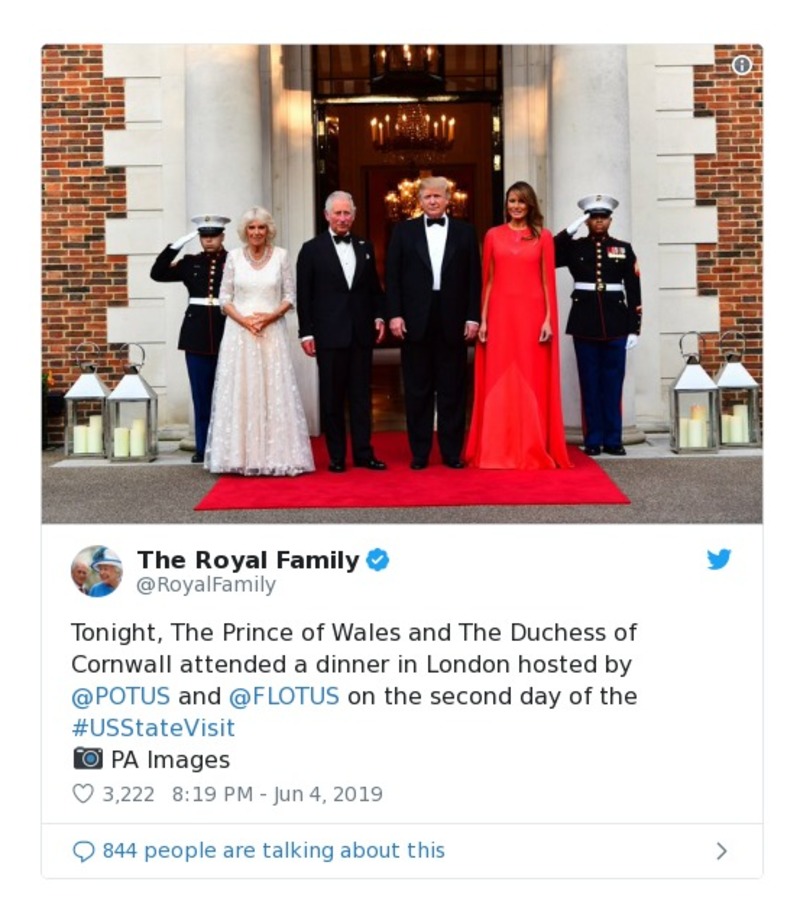 The Royal Family
@RoyalFamily
Tonight, The Prince of Wales and The Duchess of
Cornwall attended a dinner in London hosted by
@POTUS and @FLOTUS on the second day of the
#USStateVisit
📷 PA Images
3,222 8:19 PM - Jun 4, 2019
844 people are talking about this